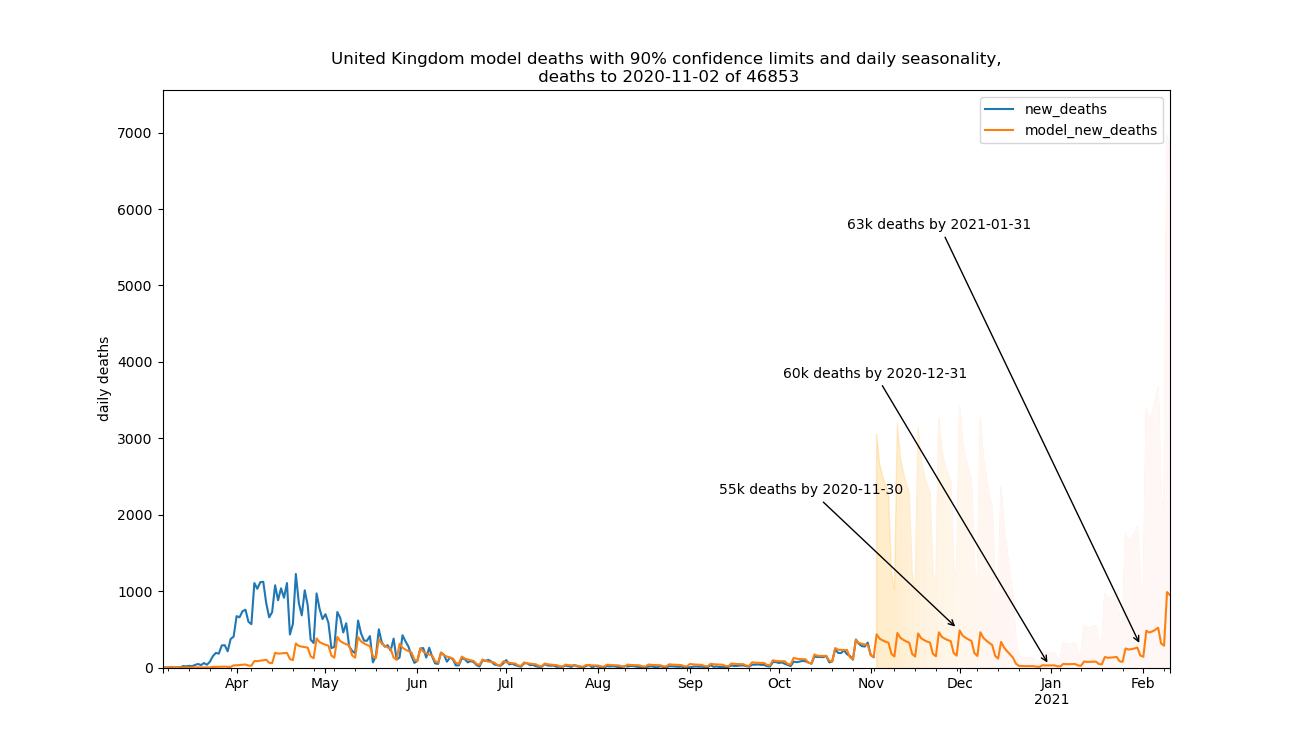 United Kingdom model deaths with 90% confidence limits and daily seasonality,
deaths to 2020-11-02 of 46853
new_deaths
model_new_deaths
7000
6000
5000
4000
3000
2000
1000
0
daily deaths
63k deaths by 2021-01-31
60k deaths by 2020-12-31
55k deaths by 2020-11-30
Apr May Jun Jul Aug Sep Oct Nov Dec Jan Feb
2021